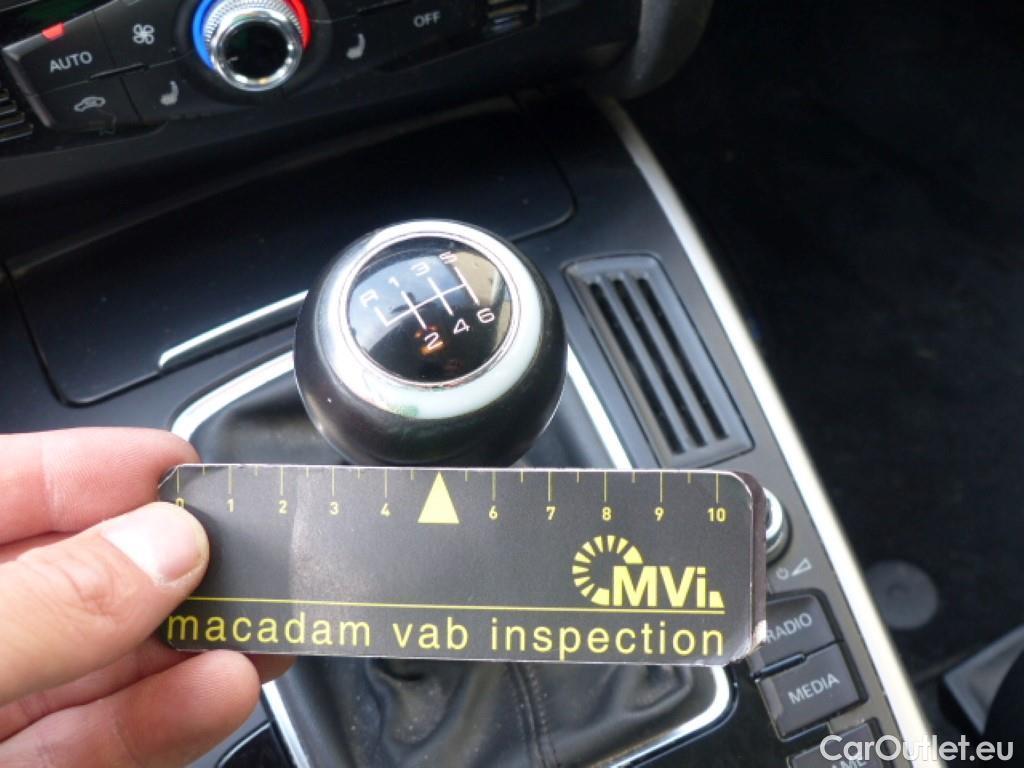 AUTO
OFF
R 1 3 5
2 4 6
0 1 2 3 4 6 7 8 9 10
MVi
macadam vab inspection
RADIO
MEDIA
CarOutlet.eu